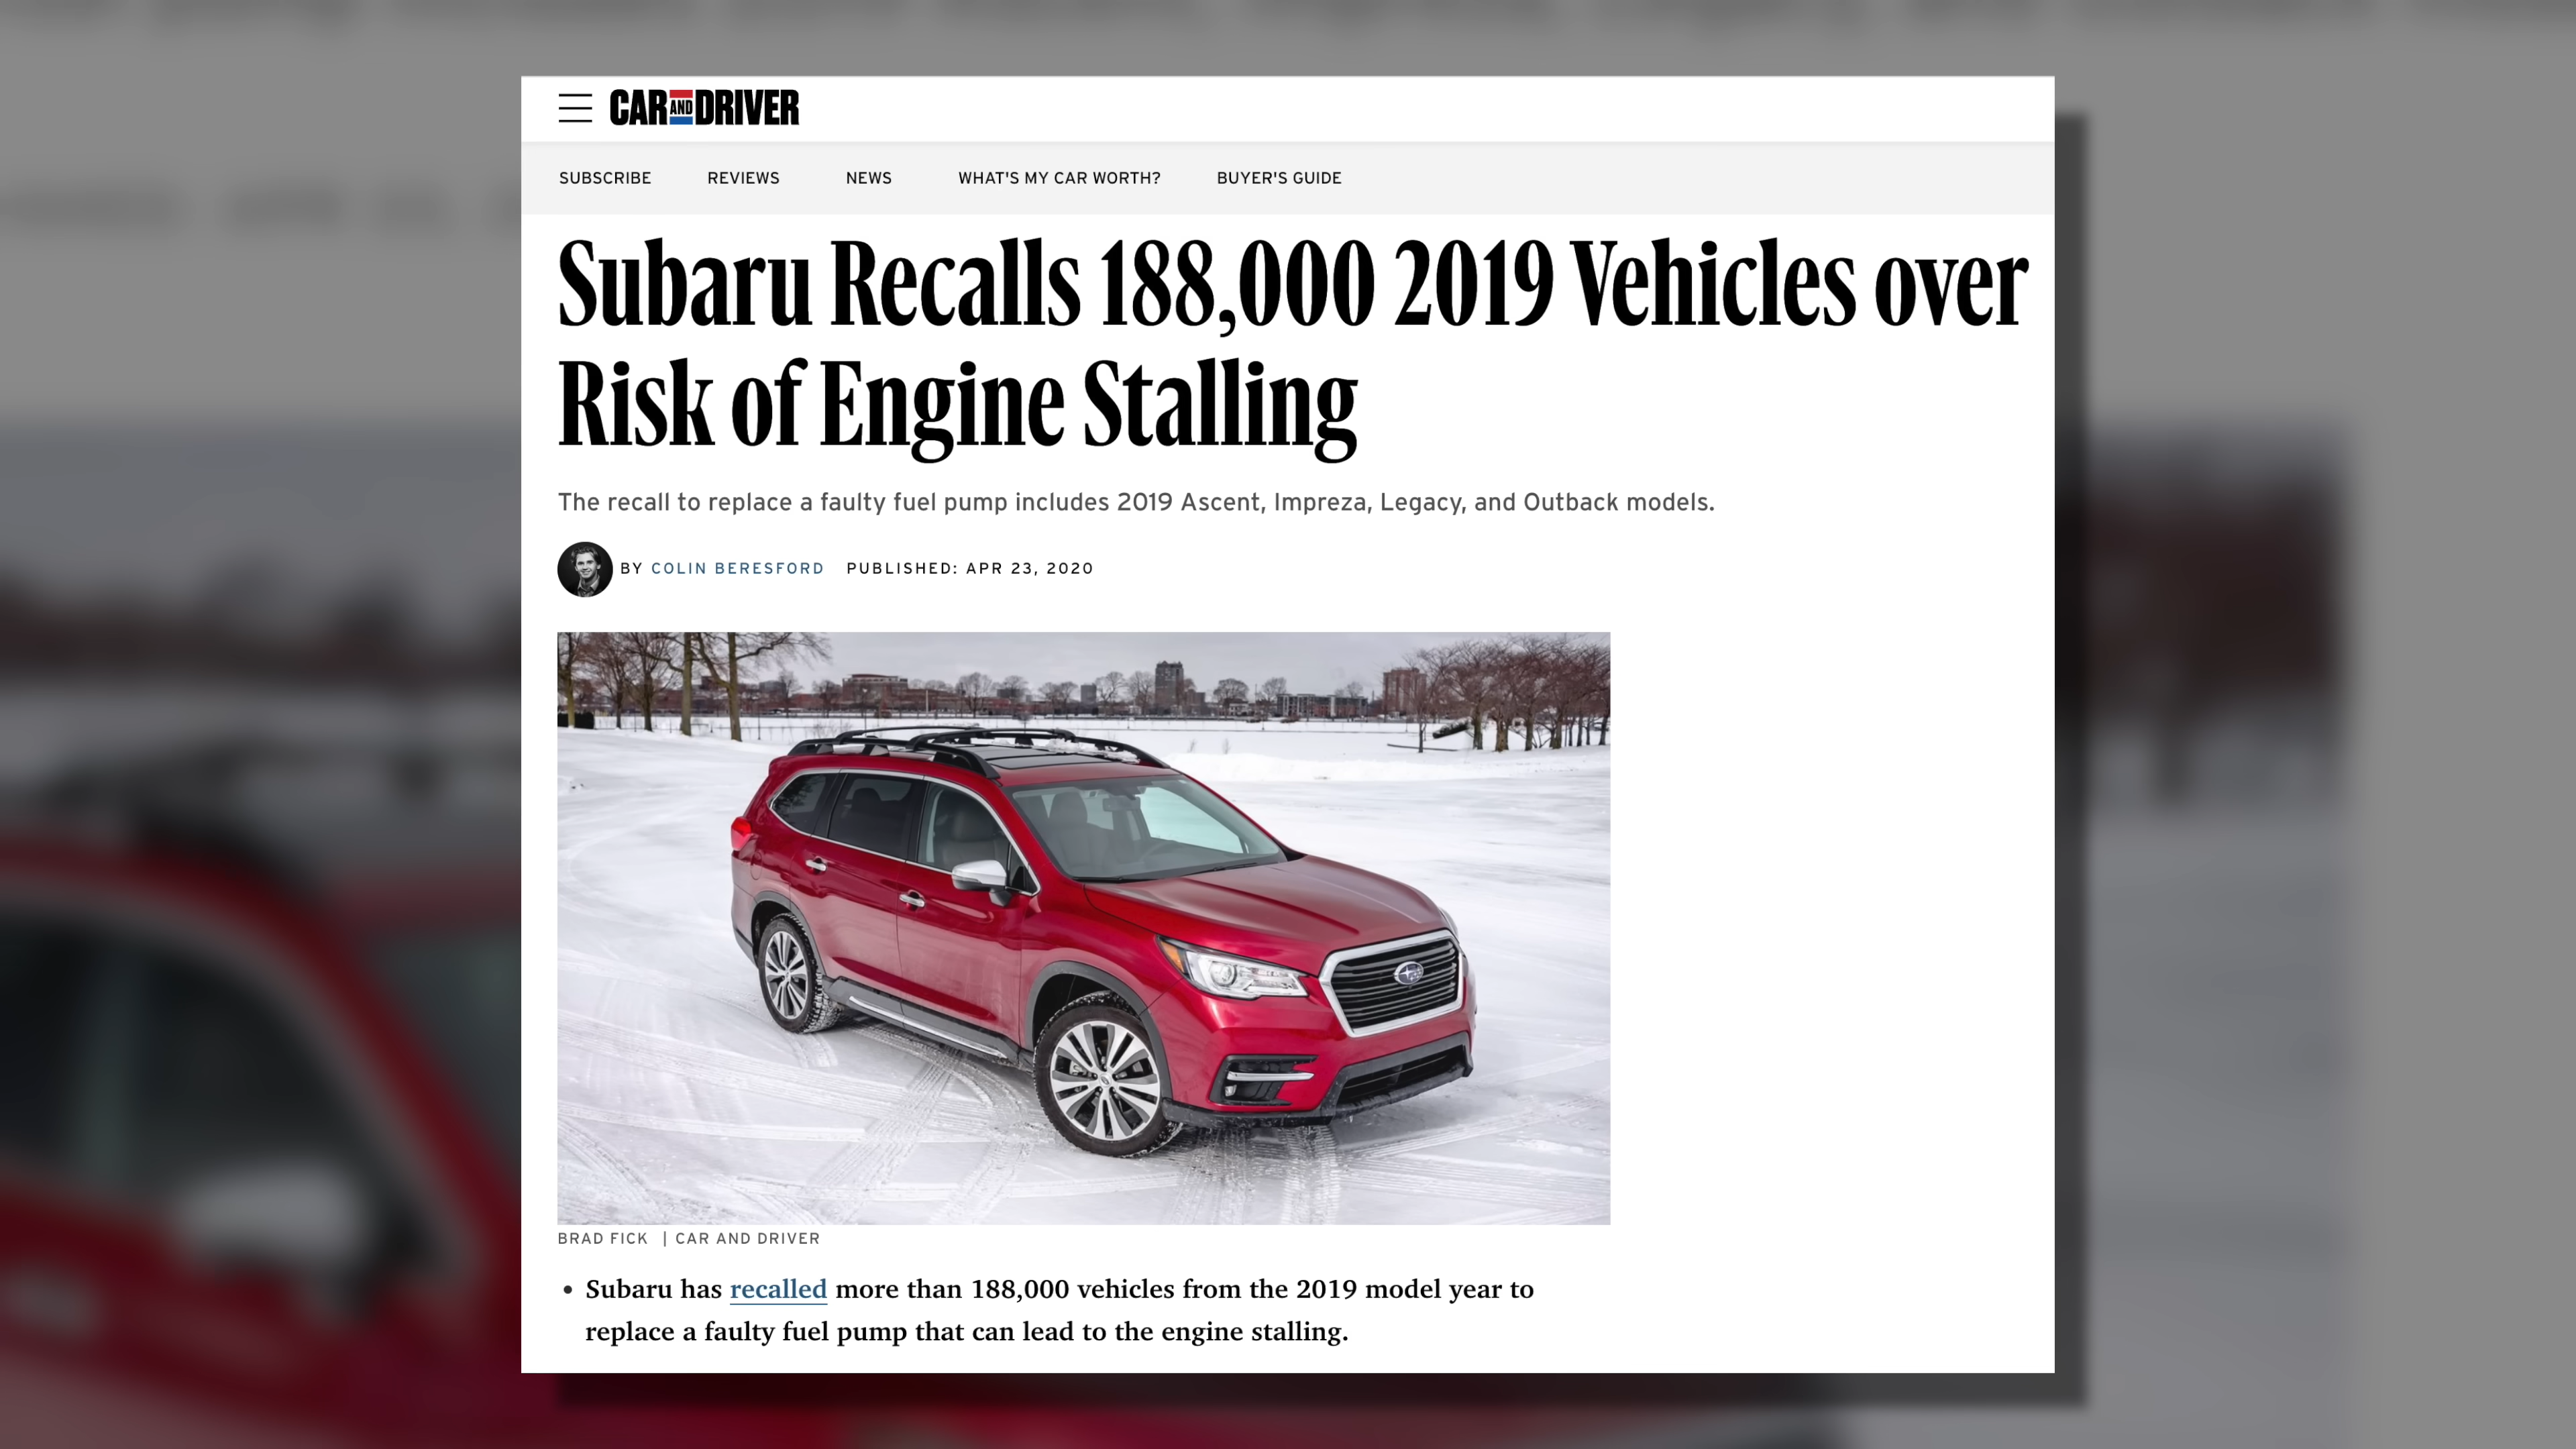 CAR AND DRIVER
SUBSCRIBE REVIEWS NEWS WHAT'S MY CAR WORTH? BUYER'S GUIDE
Subaru Recalls 188,000 2019 Vehicles over
Risk of Engine Stalling
The recall to replace a faulty fuel pump includes 2019 Ascent, Impreza, Legacy, and Outback models.
BY COLIN BERESFORD PUBLISHED: APR 23, 2020
BRAD FICK | CAR AND DRIVER
• Subaru has recalled more than 188,000 vehicles from the 2019 model year to
replace a faulty fuel pump that can lead to the engine stalling.